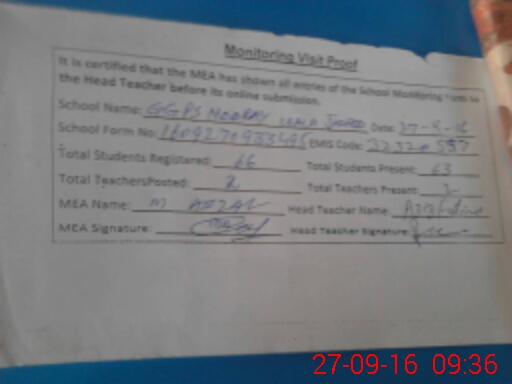 Monitoring Visit Proof
It is certified that the MEA has shown all entries of the School Monitoring Form to
the Head Teacher before its online submission.
School Name: GGPS Date: 27-9-16
School Form No: EMIS Code:
Total Students Registered: 66 Total Students Present: 63
Total TeachersPosted: 2 Total Teachers Present: 2
MEA Name: M AFZAL Head Teacher Name:
MEA Signature: Head Teacher Signature:
27-09-16 09:36